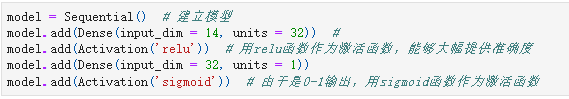 model = Sequential()  # 建立模型
model.add(Dense(input_dim = 14, units = 32))  #
model.add(Activation('relu'))  # 用relu函数作为激活函数，能够大幅提供准确度
model.add(Dense(input_dim = 32, units = 1))
model.add(Activation('sigmoid'))  # 由于是0-1输出，用sigmoid函数作为激活函数